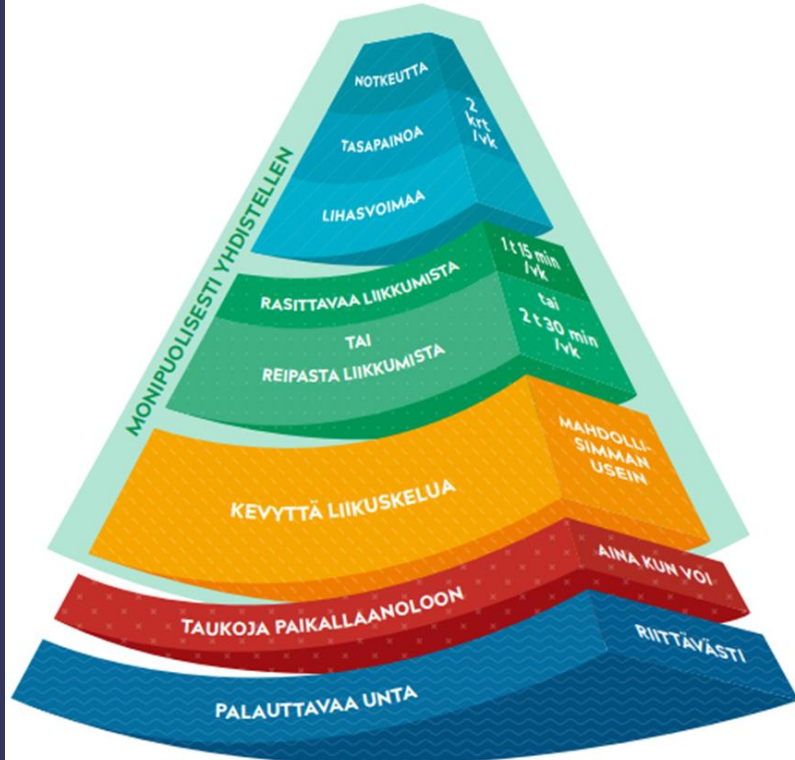 MONIPUOLISESTI YHDISTELLEN
NOTKEUTTA
TASAPAINOA
LIHASVOIMAA
2
krt
/vk
RASITTAVAA LIIKKUMISTA
1 t 15 min
/vk
TAI
REIPASTA LIIKKUMISTA
tai
2 t 30 min
/vk
KEVYTTÄ LIIKUSKELUA
MAHDOLLI-
SIMMAN
USEIN
TAUKOJA PAIKALLAANOLOON
AINA KUN VOI
PALAUTTAVAA UNTA
RIITTÄVÄSTI